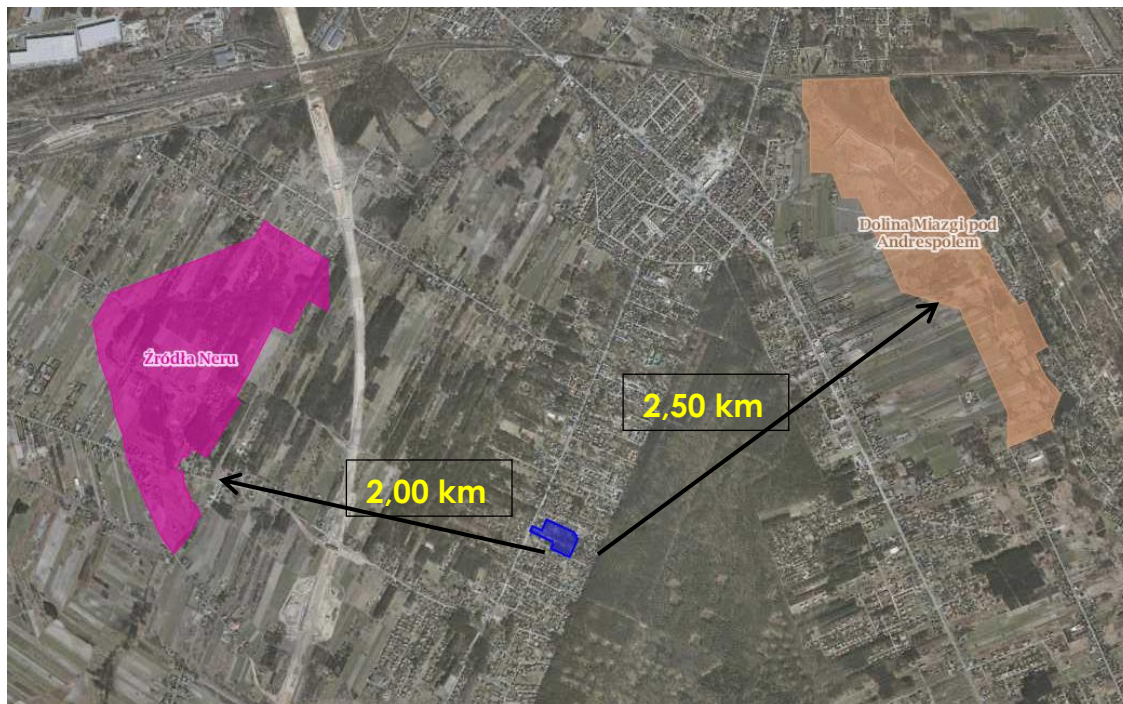 Dolina Miazgi pod
Andrespolem
Źródła Neru
2,50 km
2,00 km